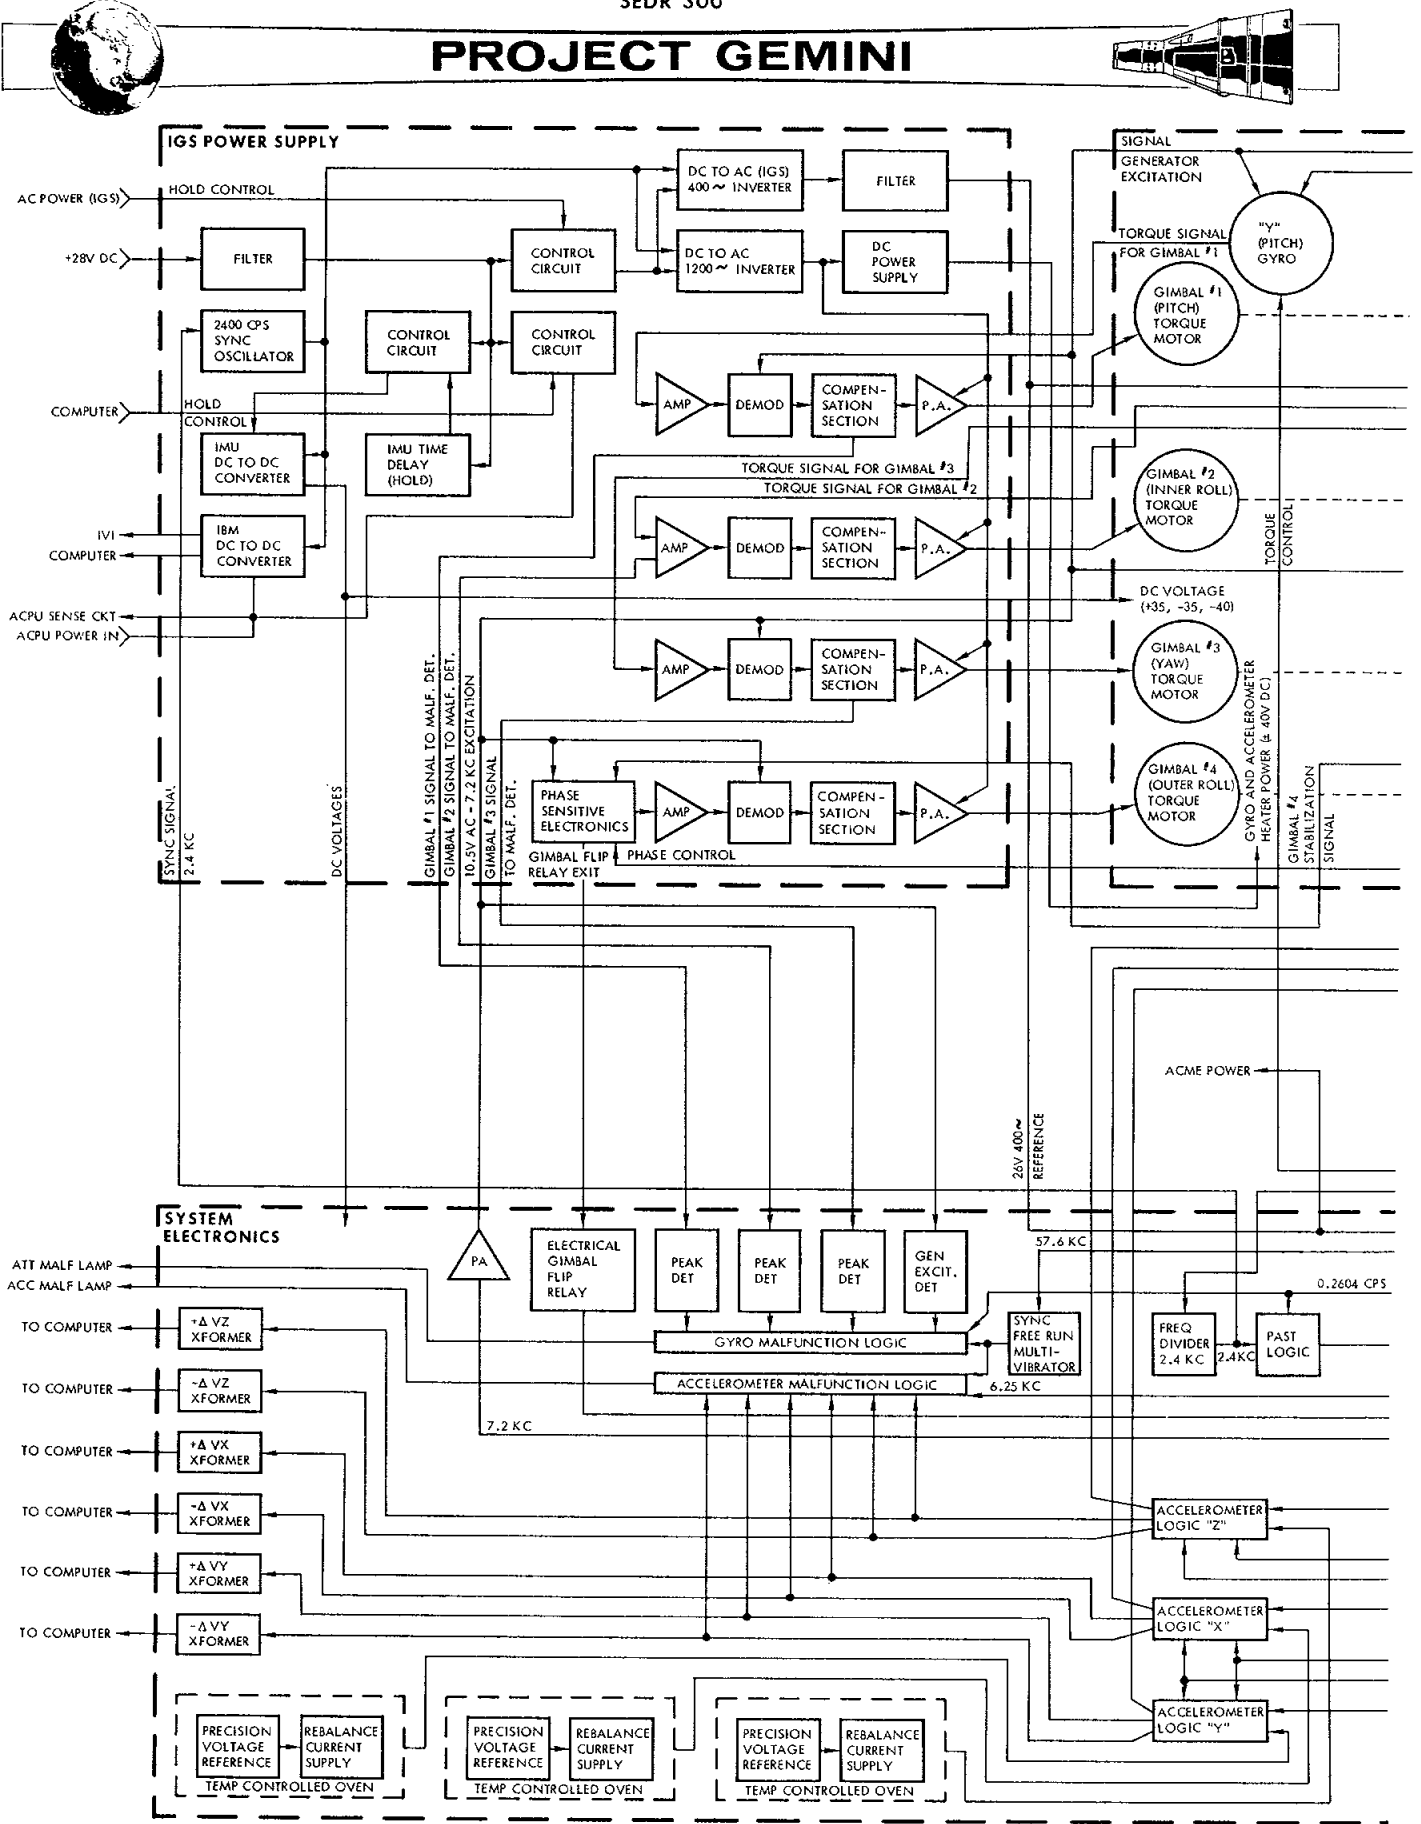 SEDR 300
PROJECT GEMINI
IGS POWER SUPPLY
AC POWER (IGS)
HOLD CONTROL
DC TO AC (IGS)
400~ INVERTER
FILTER
+28V DC
FILTER
CONTROL
CIRCUIT
DC TO AC
1200~ INVERTER
DC
POWER
SUPPLY
SIGNAL
GENERATOR
EXCITATION
TORQUE SIGNAL
FOR GIMBAL #1
"Y"
(PITCH)
GYRO
2400 CPS
SYNC
OSCILLATOR
CONTROL
CIRCUIT
CONTROL
CIRCUIT
GIMBAL #1
(PITCH)
TORQUE
MOTOR
COMPUTER
HOLD
CONTROL
AMP
DEMOD
COMPEN-
SATION
SECTION
P.A.
IMU
DC TO DC
CONVERTER
IMU TIME
DELAY
(HOLD)
TORQUE SIGNAL FOR GIMBAL #3
TORQUE SIGNAL FOR GIMBAL #2
GIMBAL #2
(INNER ROLL)
TORQUE
MOTOR
IVI
COMPUTER
IBM
DC TO DC
CONVERTER
AMP
DEMOD
COMPEN-
SATION
SECTION
P.A.
TORQUE
CONTROL
ACPU SENSE CKT
ACPU POWER IN
DC VOLTAGE
(+35, -35, -40)
AMP
DEMOD
COMPEN-
SATION
SECTION
P.A.
GIMBAL #3
(YAW)
TORQUE
MOTOR
SYNC SIGNAL
2.4 KC
DC VOLTAGES
GIMBAL #1 SIGNAL TO MALF. DET.
GIMBAL #2 SIGNAL TO MALF. DET.
10.5V AC - 7.2 KC EXCITATION
GIMBAL #3 SIGNAL
TO MALF. DET.
PHASE
SENSITIVE
ELECTRONICS
AMP
DEMOD
COMPEN-
SATION
SECTION
P.A.
GIMBAL #4
(OUTER ROLL)
TORQUE
MOTOR
GYRO AND ACCELEROMETER
HEATER POWER (± 40V DC)
GIMBAL #4
STABILIZATION
SIGNAL
GIMBAL FLIP
RELAY EXIT
PHASE CONTROL
ACME POWER
26V 400~
REFERENCE
SYSTEM
ELECTRONICS
ATT MALF LAMP
ACC MALF LAMP
PA
ELECTRICAL
GIMBAL
FLIP
RELAY
PEAK
DET
PEAK
DET
PEAK
DET
GEN
EXCIT.
DET
57.6 KC
0.2604 CPS
GYRO MALFUNCTION LOGIC
SYNC
FREE RUN
MULTI-
VIBRATOR
FREQ
DIVIDER
2.4 KC
2.4KC
PAST
LOGIC
ACCELEROMETER MALFUNCTION LOGIC
6.25 KC
7.2 KC
TO COMPUTER
+Δ VZ
XFORMER
TO COMPUTER
-Δ VZ
XFORMER
TO COMPUTER
+Δ VX
XFORMER
TO COMPUTER
-Δ VX
XFORMER
TO COMPUTER
+Δ VY
XFORMER
TO COMPUTER
-Δ VY
XFORMER
ACCELEROMETER
LOGIC "Z"
ACCELEROMETER
LOGIC "X"
ACCELEROMETER
LOGIC "Y"
PRECISION
VOLTAGE
REFERENCE
REBALANCE
CURRENT
SUPPLY
TEMP CONTROLLED OVEN
PRECISION
VOLTAGE
REFERENCE
REBALANCE
CURRENT
SUPPLY
TEMP CONTROLLED OVEN
PRECISION
VOLTAGE
REFERENCE
REBALANCE
CURRENT
SUPPLY
TEMP CONTROLLED OVEN